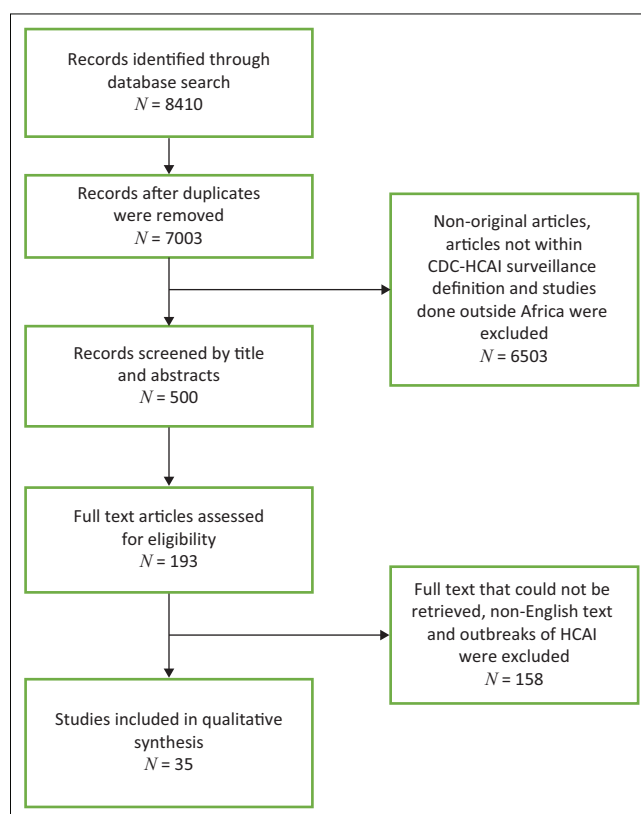 Records identified through
database search
N = 8410
Records after duplicates
were removed
N = 7003
Non-original articles,
articles not within
CDC-HCAI surveillance
definition and studies
done outside Africa were
excluded
N = 6503
Records screened by title
and abstracts
N = 500
Full text articles assessed
for eligibility
N = 193
Full text that could not be
retrieved, non-English text
and outbreaks of HCAI
were excluded
N = 158
Studies included in qualitative
synthesis
N = 35